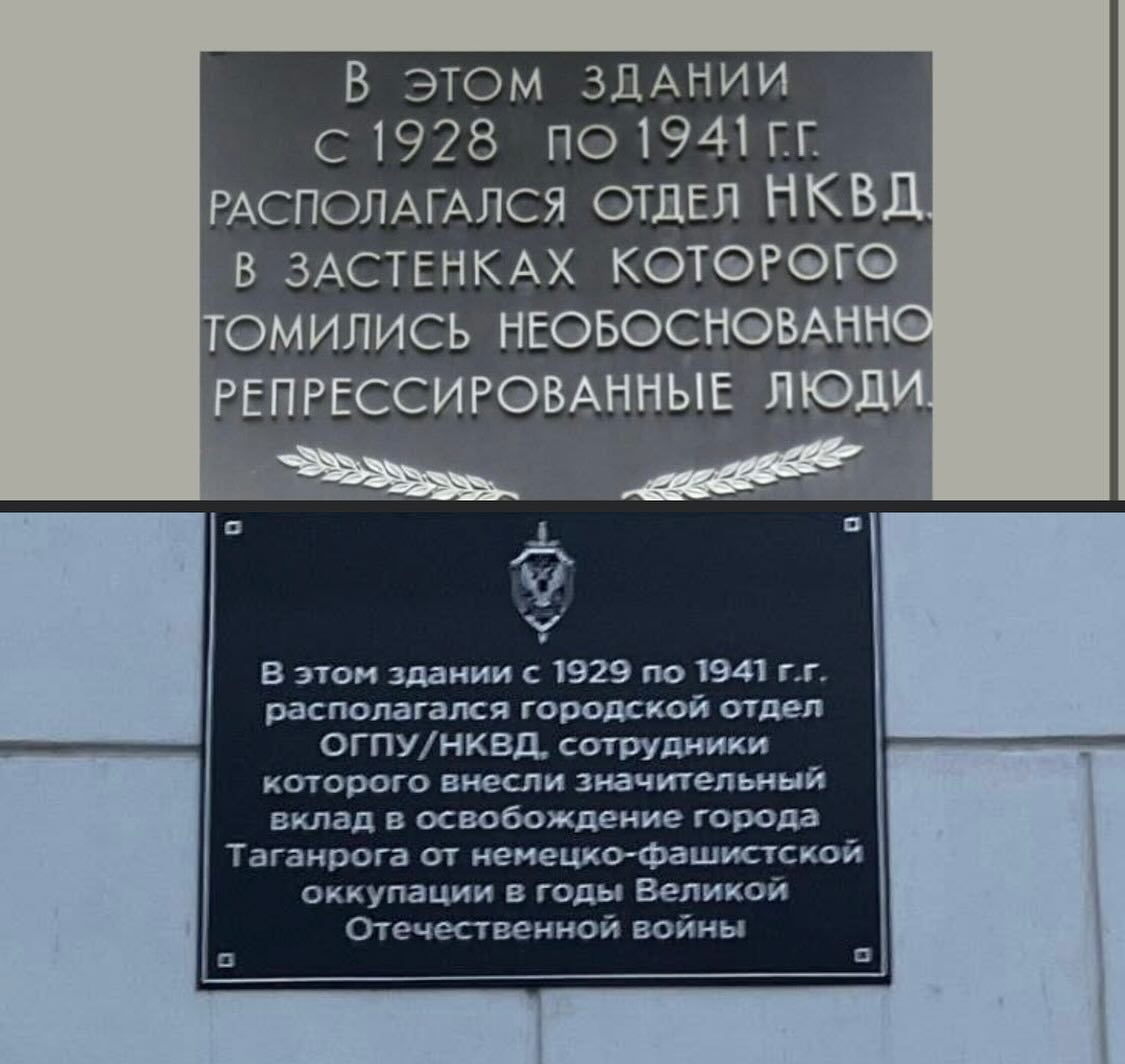 В ЭТОМ ЗДАНИИ
С 1928 ПО 1941 Г.Г.
РАСПОЛАГАЛСЯ ОТДЕЛ НКВД,
В ЗАСТЕНКАХ КОТОРОГО
ТОМИЛИСЬ НЕОБОСНОВАННО
РЕПРЕССИРОВАННЫЕ ЛЮДИ.
В этом здании с 1929 по 1941 г.г.
располагался городской отдел
ОГПУ/НКВД, сотрудники
которого внесли значительный
вклад в освобождение города
Таганрога от немецко-фашистской
оккупации в годы Великой
Отечественной войны